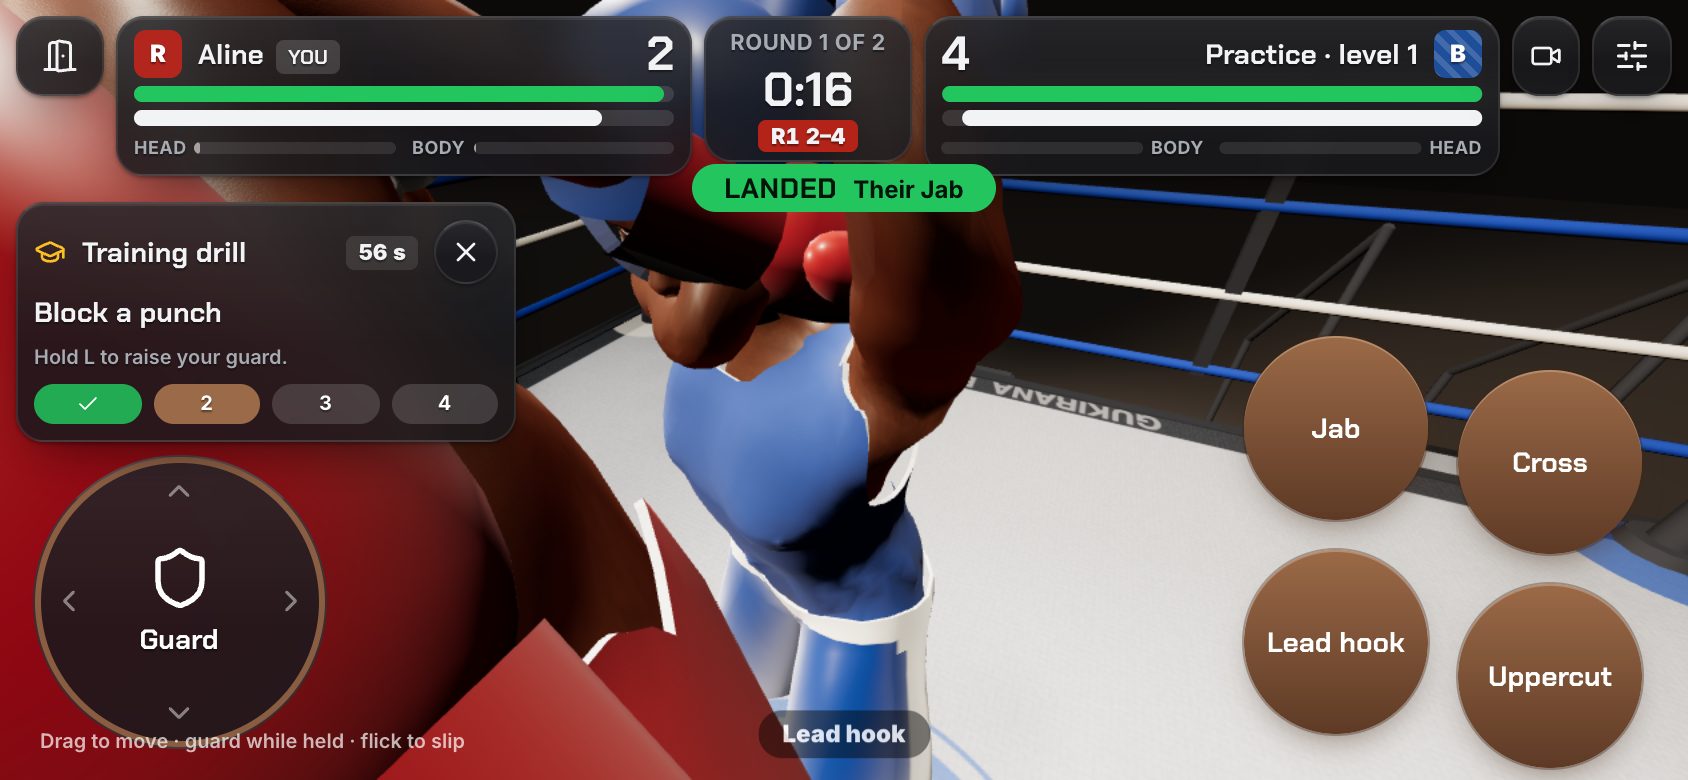 R Aline YOU 2
HEAD BODY
ROUND 1 OF 2
0:16
R1 2–4
4 Practice · level 1 B
BODY HEAD
LANDED Their Jab
Training drill 56 s
Block a punch
Hold L to raise your guard.
2 3 4
GUKIRANA
Jab
Cross
Guard
Lead hook
Uppercut
Drag to move · guard while held · flick to slip
Lead hook